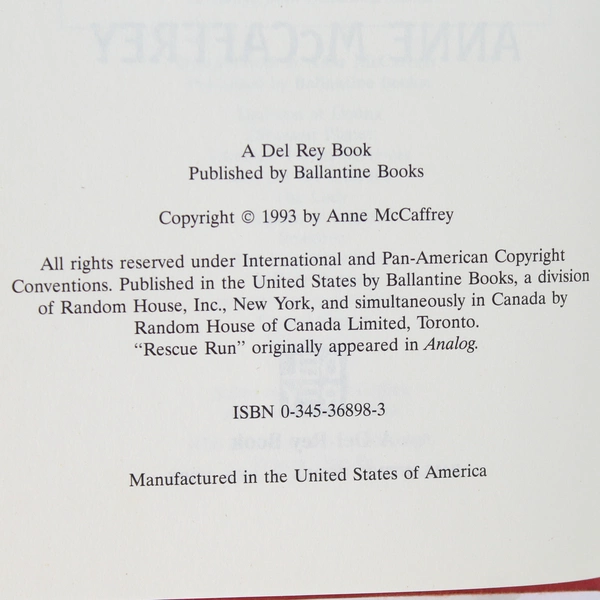 A Del Rey Book
Published by Ballantine Books
Copyright © 1993 by Anne McCaffrey
All rights reserved under International and Pan-American Copyright
Conventions. Published in the United States by Ballantine Books, a division
of Random House, Inc., New York, and simultaneously in Canada by
Random House of Canada Limited, Toronto.
“Rescue Run” originally appeared in Analog.
ISBN 0-345-36898-3
Manufactured in the United States of America